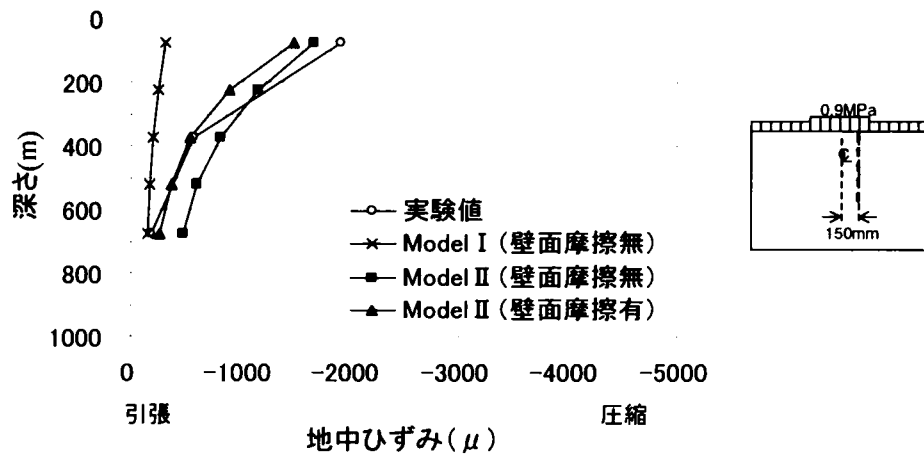 0
200
400
600
800
1000
深さ(m)
0 -1000 -2000 -3000 -4000 -5000
引張 圧縮
地中ひずみ(μ)
実験値
Model Ⅰ (壁面摩擦無)
Model Ⅱ (壁面摩擦無)
Model Ⅱ (壁面摩擦有)
0.9MPa
℄
150mm